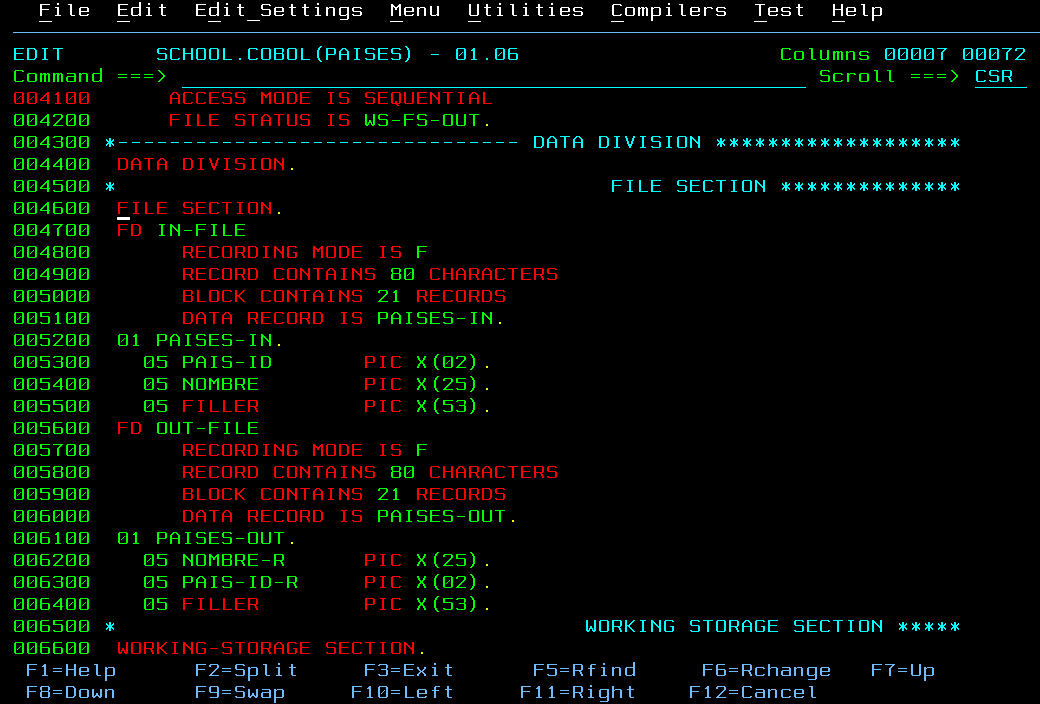 File  Edit  Edit_Settings  Menu  Utilities  Compilers  Test  Help
EDIT       SCHOOL.COBOL(PAISES) - 01.06                    Columns 00007 00072
Command ===>                                                  Scroll ===> CSR
004100      ACCESS MODE IS SEQUENTIAL
004200      FILE STATUS IS WS-FS-OUT.
004300 *------------------------------- DATA DIVISION *******************
004400  DATA DIVISION.
004500 *                                      FILE SECTION **************
004600  FILE SECTION.
004700  FD IN-FILE
004800       RECORDING MODE IS F
004900       RECORD CONTAINS 80 CHARACTERS
005000       BLOCK CONTAINS 21 RECORDS
005100       DATA RECORD IS PAISES-IN.
005200  01 PAISES-IN.
005300    05 PAIS-ID       PIC X(02).
005400    05 NOMBRE        PIC X(25).
005500    05 FILLER        PIC X(53).
005600  FD OUT-FILE
005700       RECORDING MODE IS F
005800       RECORD CONTAINS 80 CHARACTERS
005900       BLOCK CONTAINS 21 RECORDS
006000       DATA RECORD IS PAISES-OUT.
006100  01 PAISES-OUT.
006200    05 NOMBRE-R      PIC X(25).
006300    05 PAIS-ID-R     PIC X(02).
006400    05 FILLER        PIC X(53).
006500 *                                    WORKING STORAGE SECTION *****
006600  WORKING-STORAGE SECTION.
F1=Help      F2=Split     F3=Exit      F5=Rfind     F6=Rchange   F7=Up
F8=Down      F9=Swap     F10=Left     F11=Right    F12=Cancel